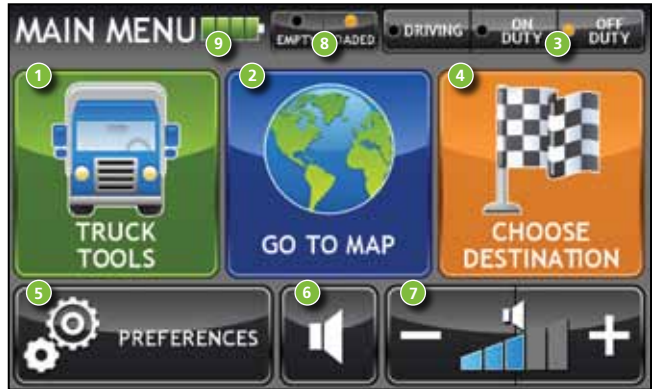 MAIN MENU
9
8
EMPTY LOADED
DRIVING
ON DUTY
3
OFF DUTY
1
2
4
TRUCK
TOOLS
GO TO MAP
CHOOSE
DESTINATION
5
6
7
PREFERENCES
− +